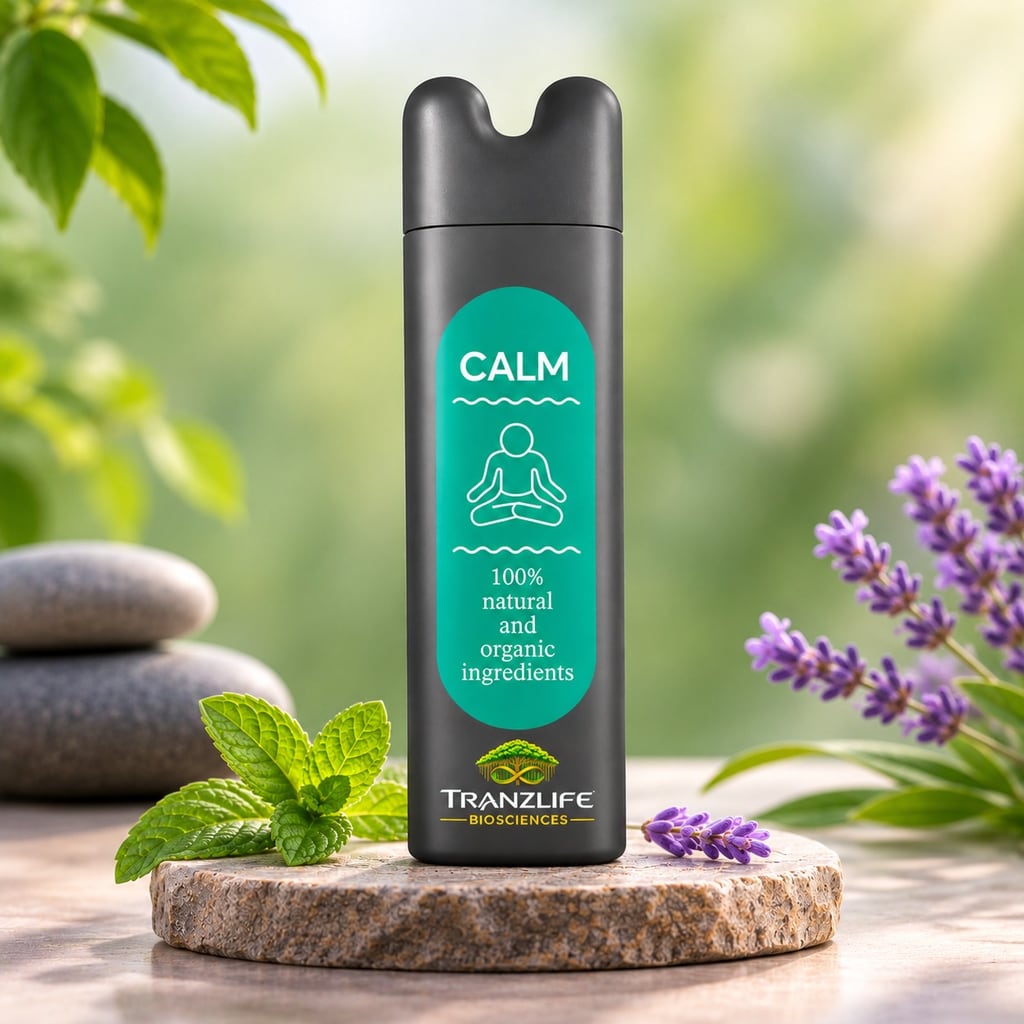 CALM
100%
natural
and
organic
ingredients
TRANZLIFE
BIOSCIENCES